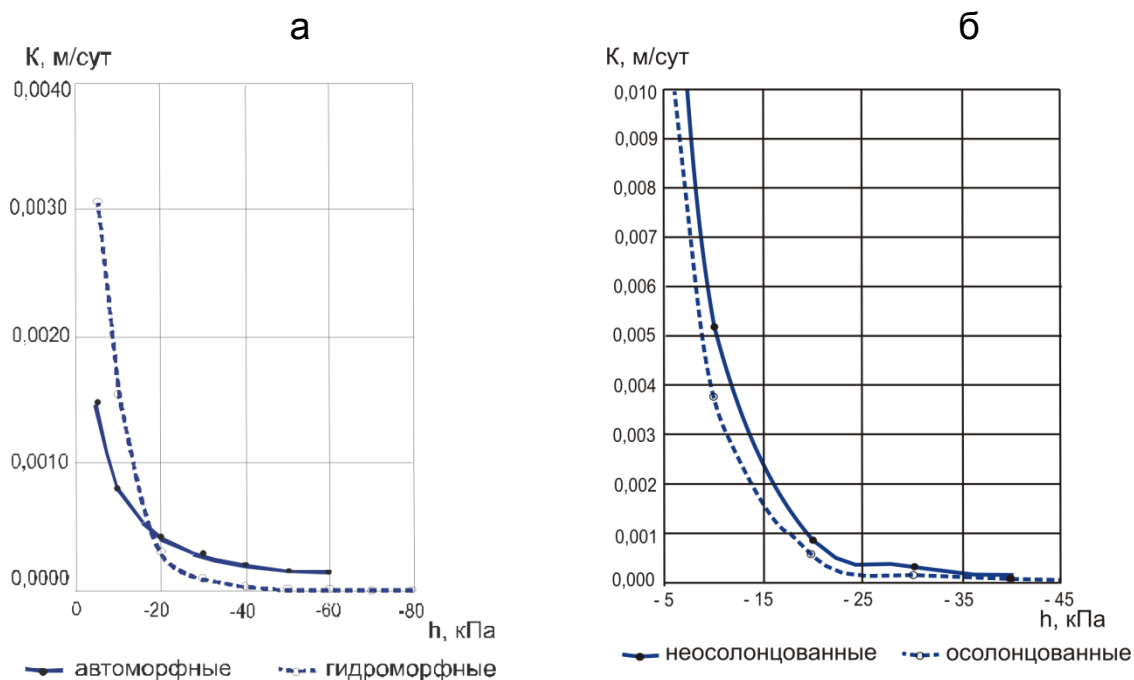 а
К, м/сут
0,0040
0,0030
0,0020
0,0010
0,0000
0 -20 -40 -60 -80
h, кПа
автоморфные гидроморфные
б
К, м/сут
0,010
0,009
0,008
0,007
0,006
0,005
0,004
0,003
0,002
0,001
0,000
- 5 - 15 - 25 - 35 - 45
h, кПа
неосолонцованные осолонцованные